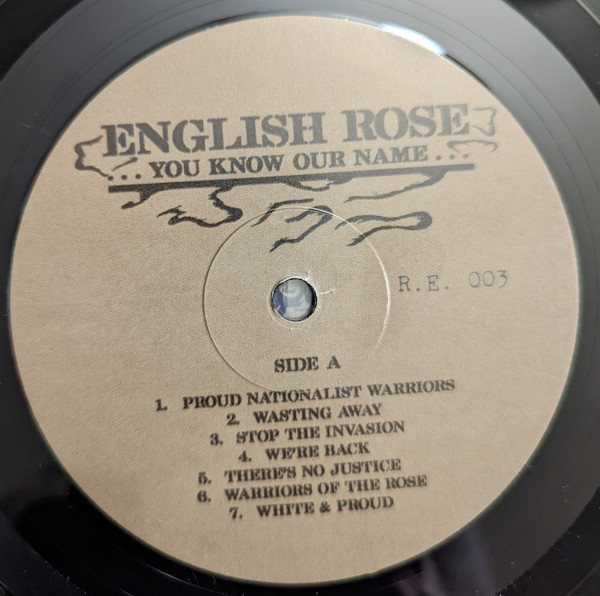 ENGLISH ROSE
...YOU KNOW OUR NAME...
R.E. 003
SIDE A
1. PROUD NATIONALIST WARRIORS
2. WASTING AWAY
3. STOP THE INVASION
4. WE'RE BACK
5. THERE'S NO JUSTICE
6. WARRIORS OF THE ROSE
7. WHITE & PROUD